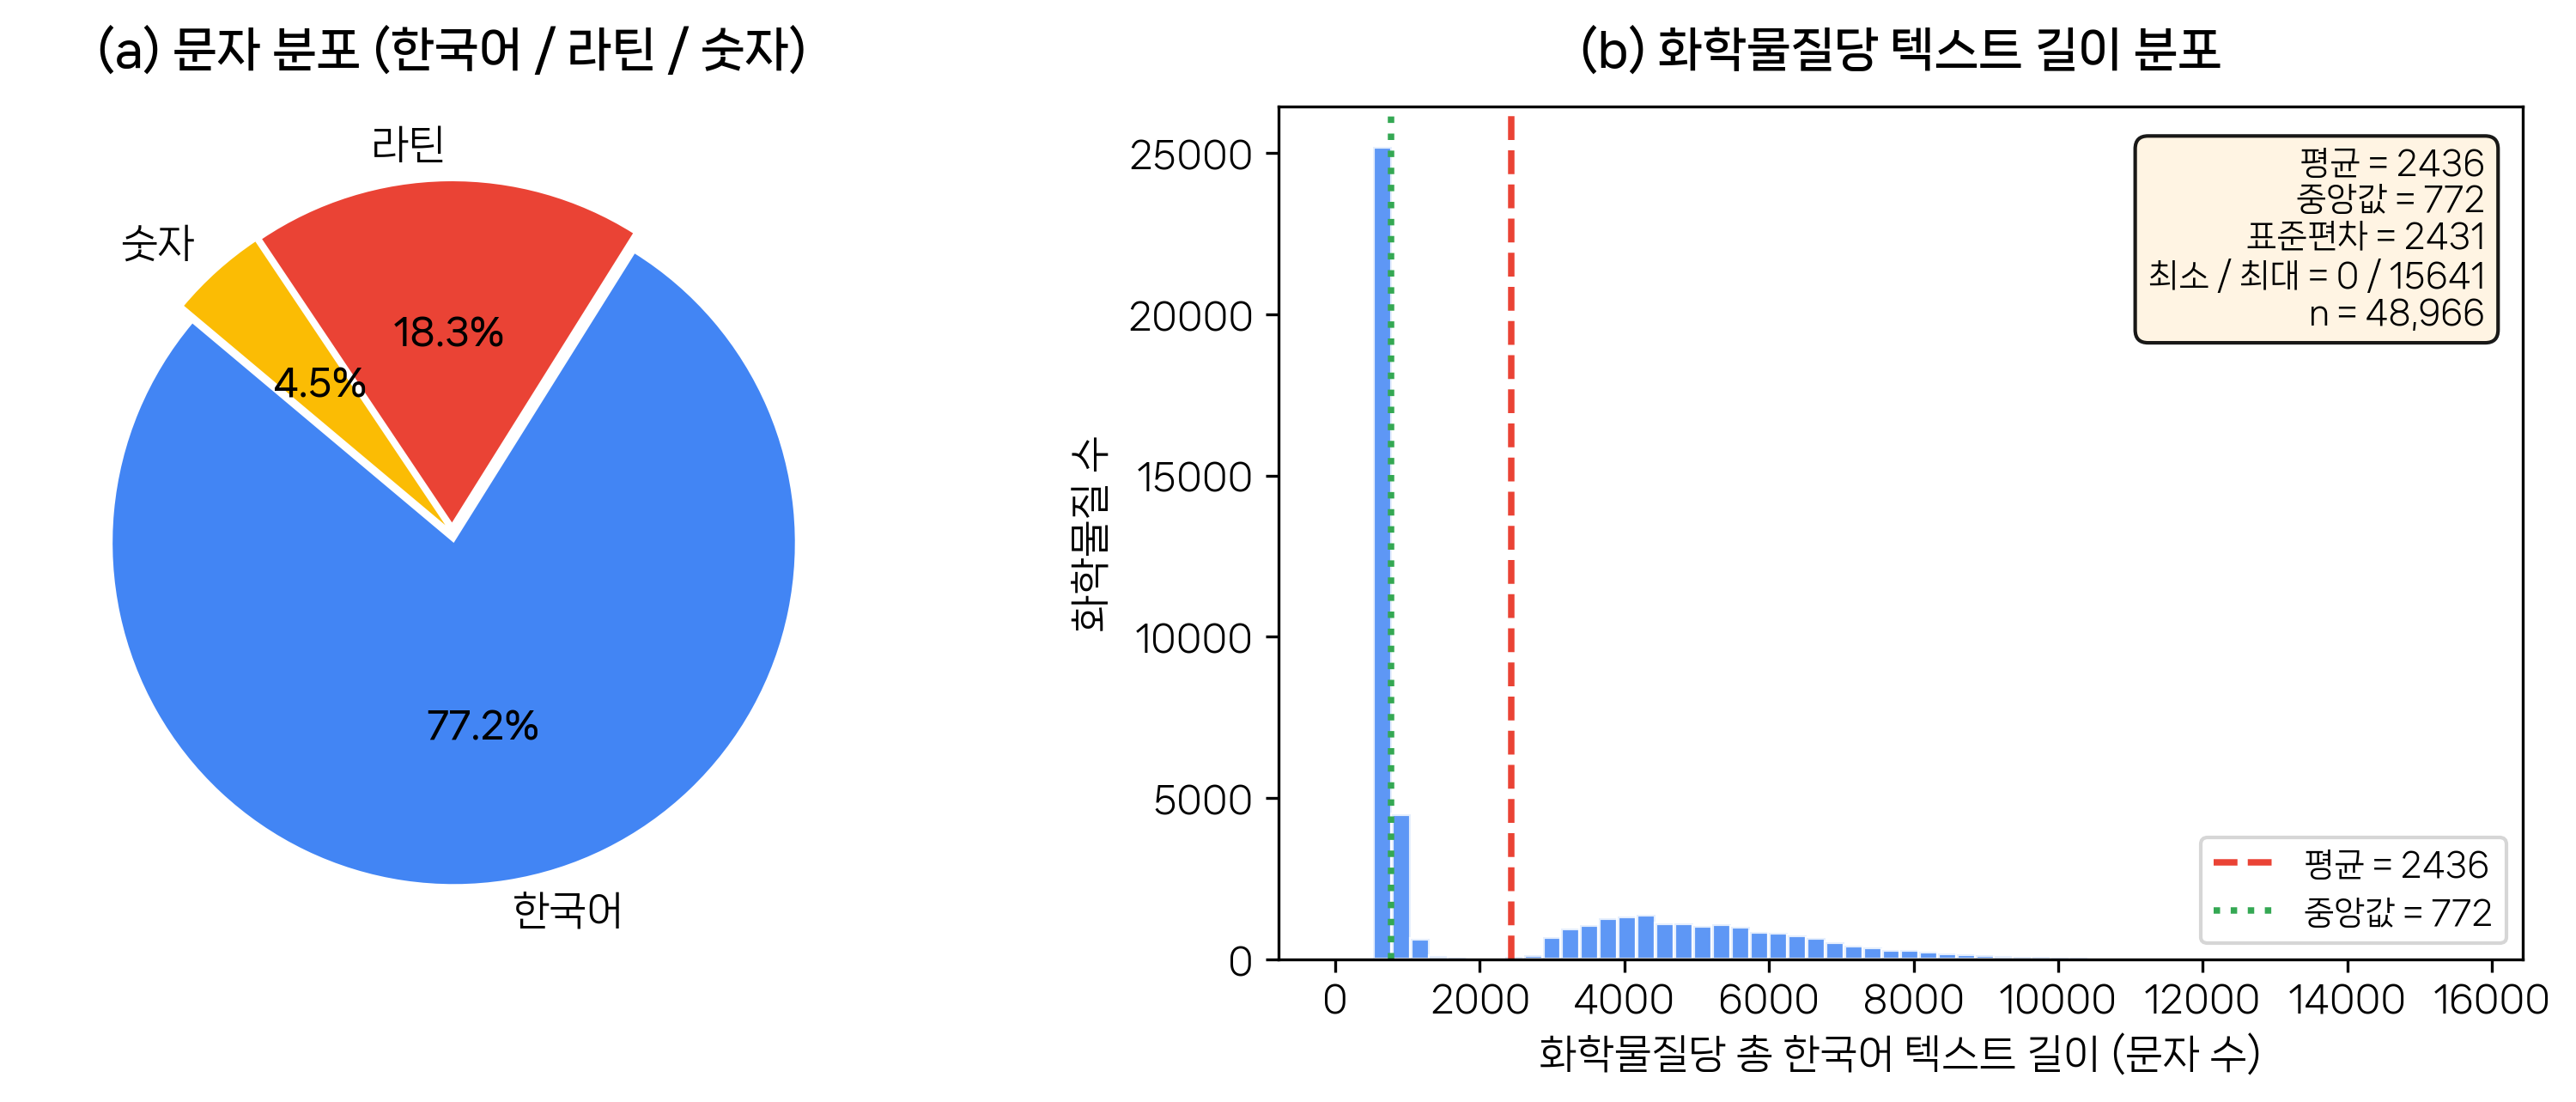 (a) 문자 분포 (한국어 / 라틴 / 숫자)
라틴
숫자
18.3%
4.5%
77.2%
한국어
(b) 화학물질당 텍스트 길이 분포
화학물질 수
25000
20000
15000
10000
5000
0
평균 = 2436
중앙값 = 772
표준편차 = 2431
최소 / 최대 = 0 / 15641
n = 48,966
평균 = 2436
중앙값 = 772
0 2000 4000 6000 8000 10000 12000 14000 16000
화학물질당 총 한국어 텍스트 길이 (문자 수)